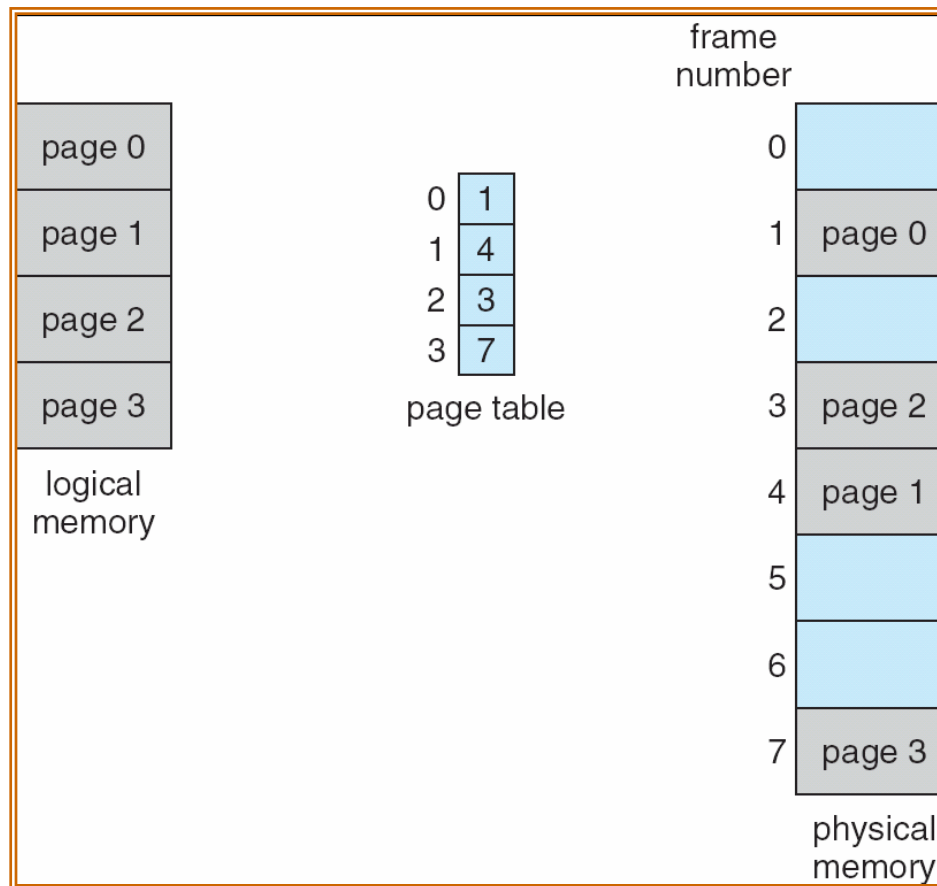 frame
number
page 0
page 1
page 2
page 3
logical
memory
0 1
1 4
2 3
3 7
page table
0
1 page 0
2
3 page 2
4 page 1
5
6
7 page 3
physical
memory